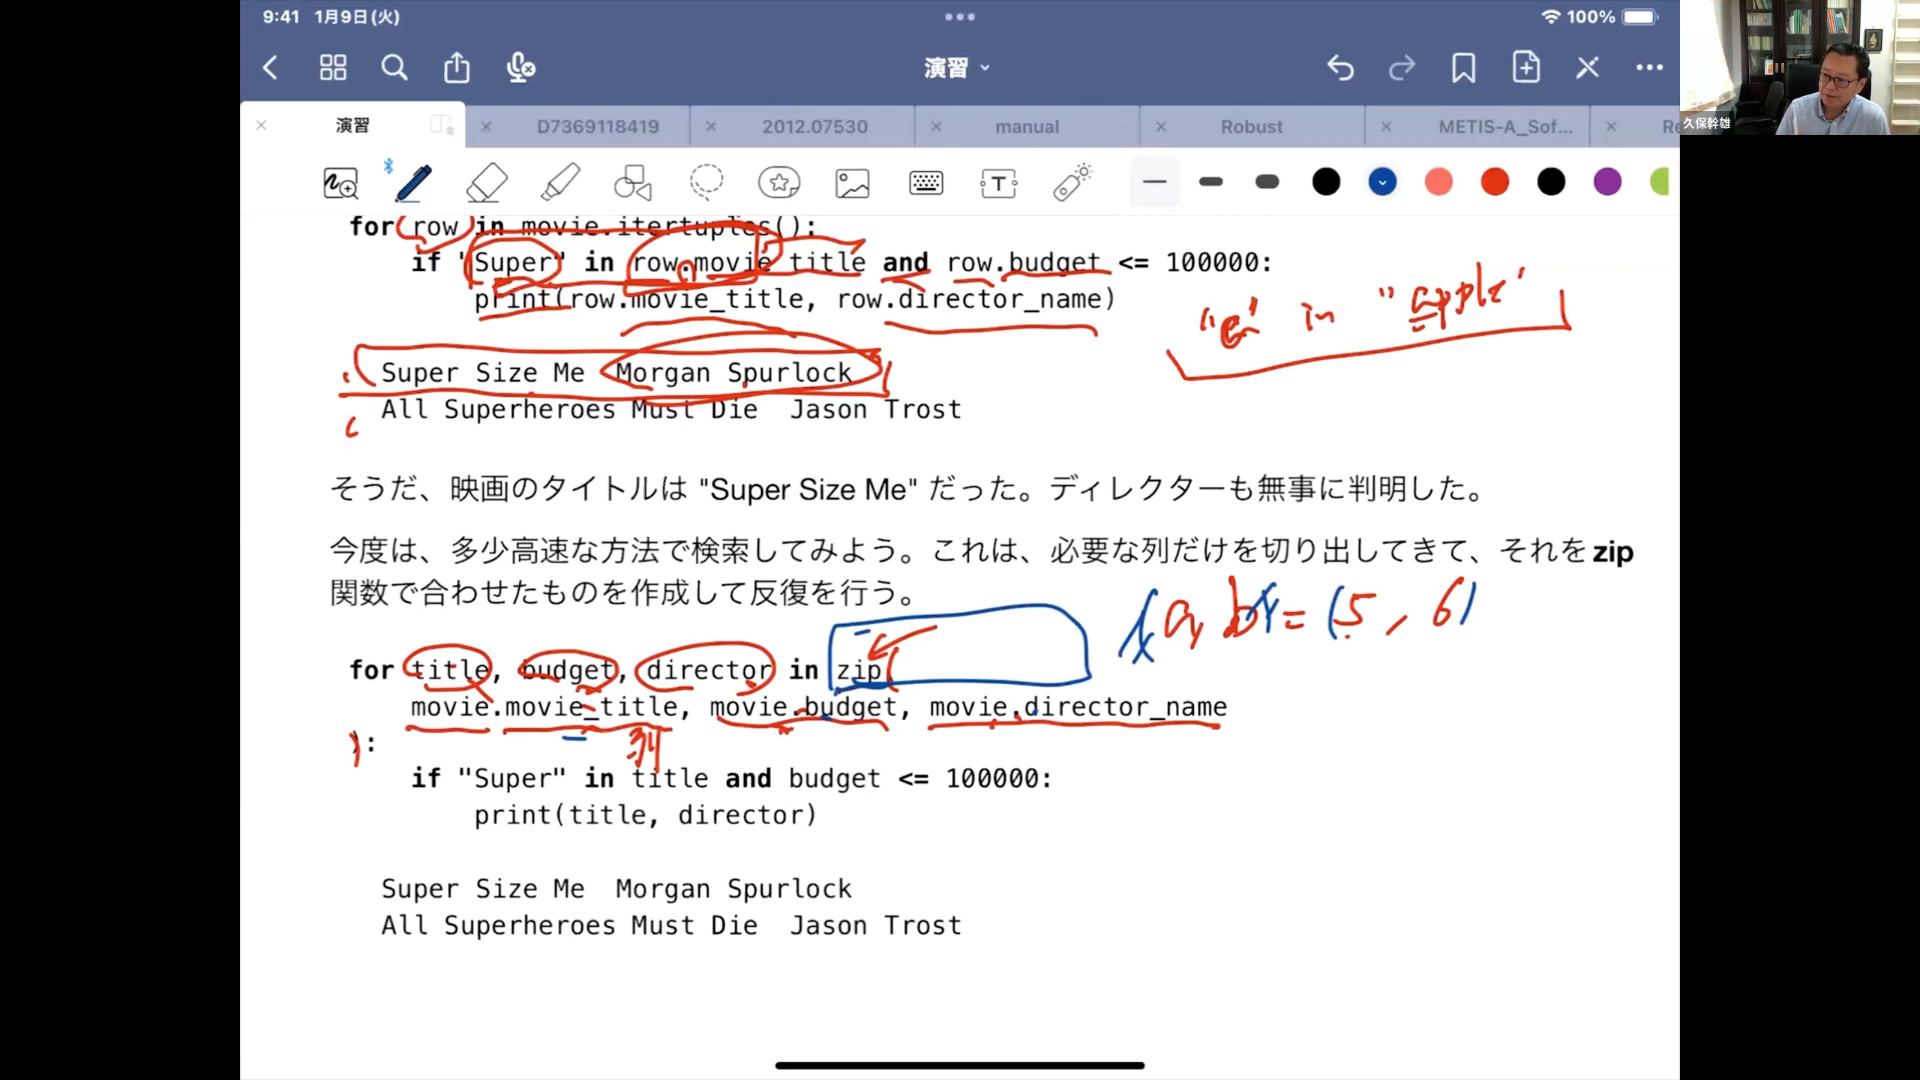 9:41 1月9日(火)
100%
演習
演習
D7369118419
2012.07530
manual
Robust
METIS-A_Sof...
久保幹雄
for row in movie.itertuples():
if "Super" in row.movie_title and row.budget <= 100000:
print(row.movie_title, row.director_name)
"a" in "apple"
Super Size Me Morgan Spurlock
All Superheroes Must Die Jason Trost
そうだ、映画のタイトルは "Super Size Me" だった。ディレクターも無事に判明した。
今度は、多少高速な方法で検索してみよう。これは、必要な列だけを切り出してきて、それを zip
関数で合わせたものを作成して反復を行う。
(a, b) = (5, 6)
for title, budget, director in zip(
movie.movie_title, movie.budget, movie.director_name
):
列
if "Super" in title and budget <= 100000:
print(title, director)
Super Size Me Morgan Spurlock
All Superheroes Must Die Jason Trost